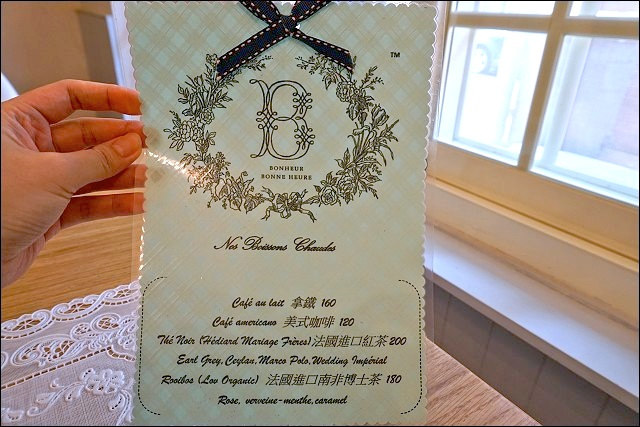 ™
B
BONHEUR
BONNE HEURE
Nos Boissons Chaudes
Café au lait 拿鐵 160
Café americano 美式咖啡 120
Thé Noir (Hédiard Mariage Frères) 法國進口紅茶 200
Earl Grey, Ceylan, Marco Polo, Wedding Impérial
Rooibos (Lov Organic) 法國進口南非博士茶 180
Rose, verveine-menthe, caramel